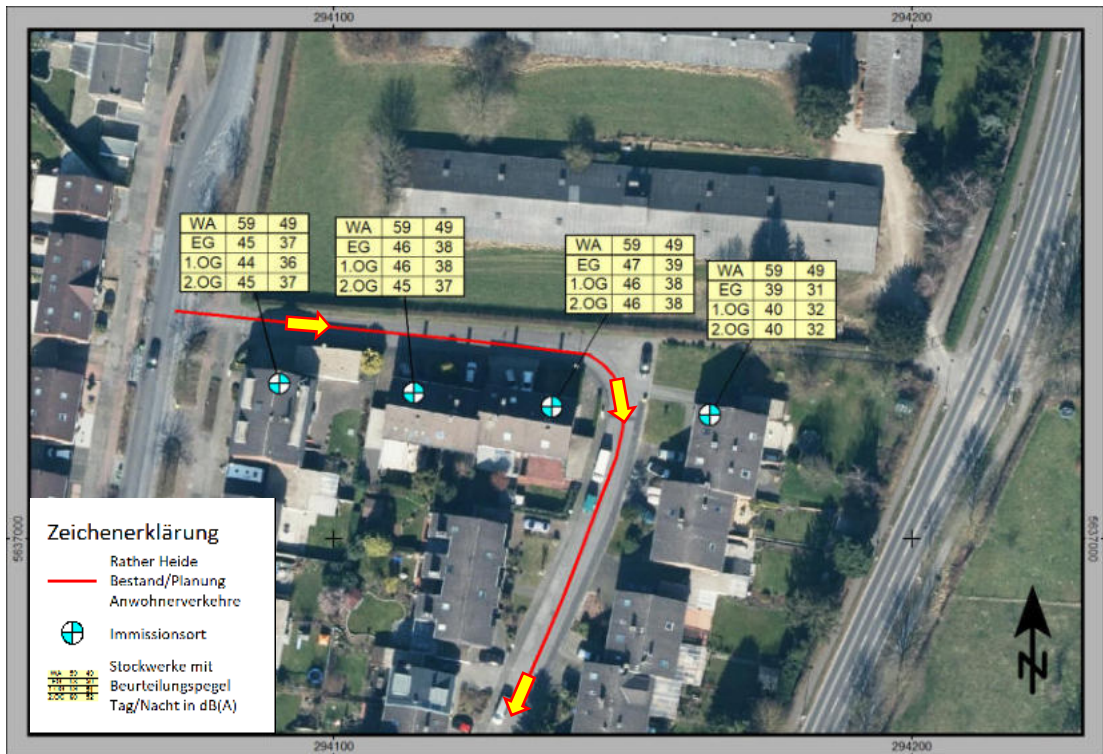 294100 294200
WA 59 49
EG 45 37
1.OG 44 36
2.OG 45 37
WA 59 49
EG 46 38
1.OG 46 38
2.OG 45 37
WA 59 49
EG 47 39
1.OG 46 38
2.OG 46 38
WA 59 49
EG 39 31
1.OG 40 32
2.OG 40 32
5637000
5637000
Zeichenerklärung
Rather Heide
Bestand/Planung
Anwohnerverkehre
Immissionsort
Stockwerke mit
Beurteilungspegel
Tag/Nacht in dB(A)
N
294100 294200